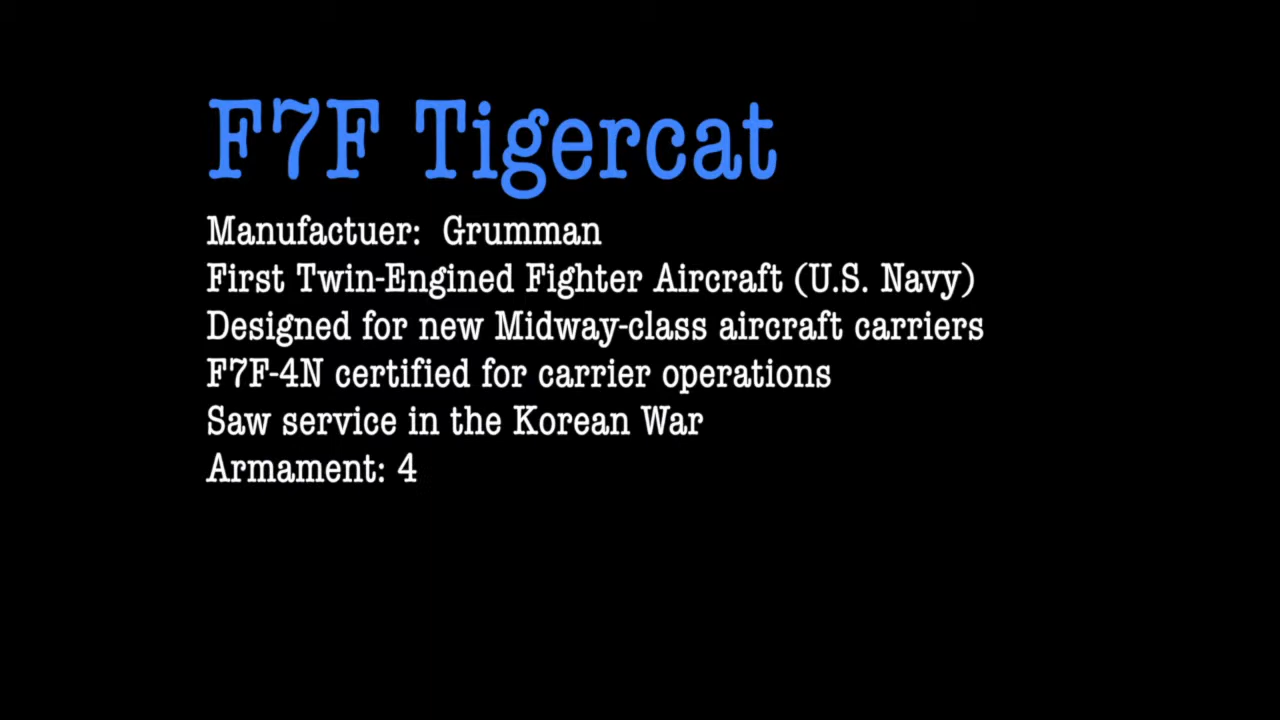 F7F Tigercat
Manufactuer:  Grumman
First Twin-Engined Fighter Aircraft (U.S. Navy)
Designed for new Midway-class aircraft carriers
F7F-4N certified for carrier operations
Saw service in the Korean War
Armament: 4